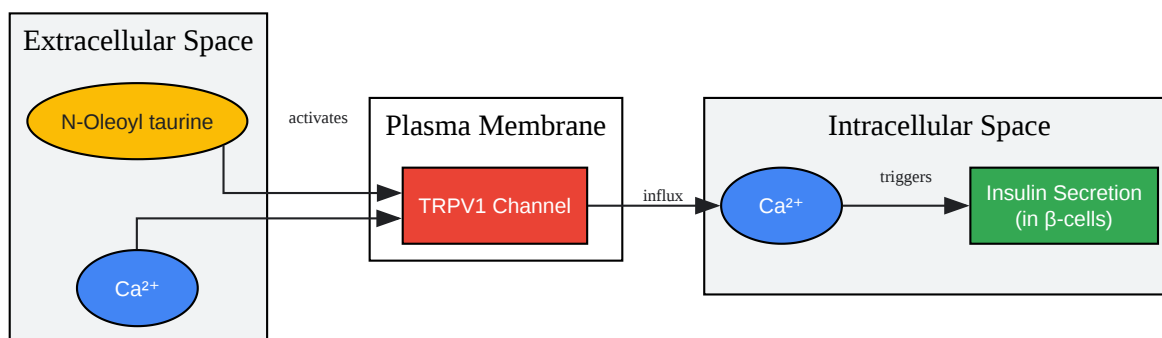 Extracellular Space
N-Oleoyl taurine
Ca²⁺
activates
Plasma Membrane
TRPV1 Channel
influx
Intracellular Space
Ca²⁺
triggers
Insulin Secretion
(in β-cells)